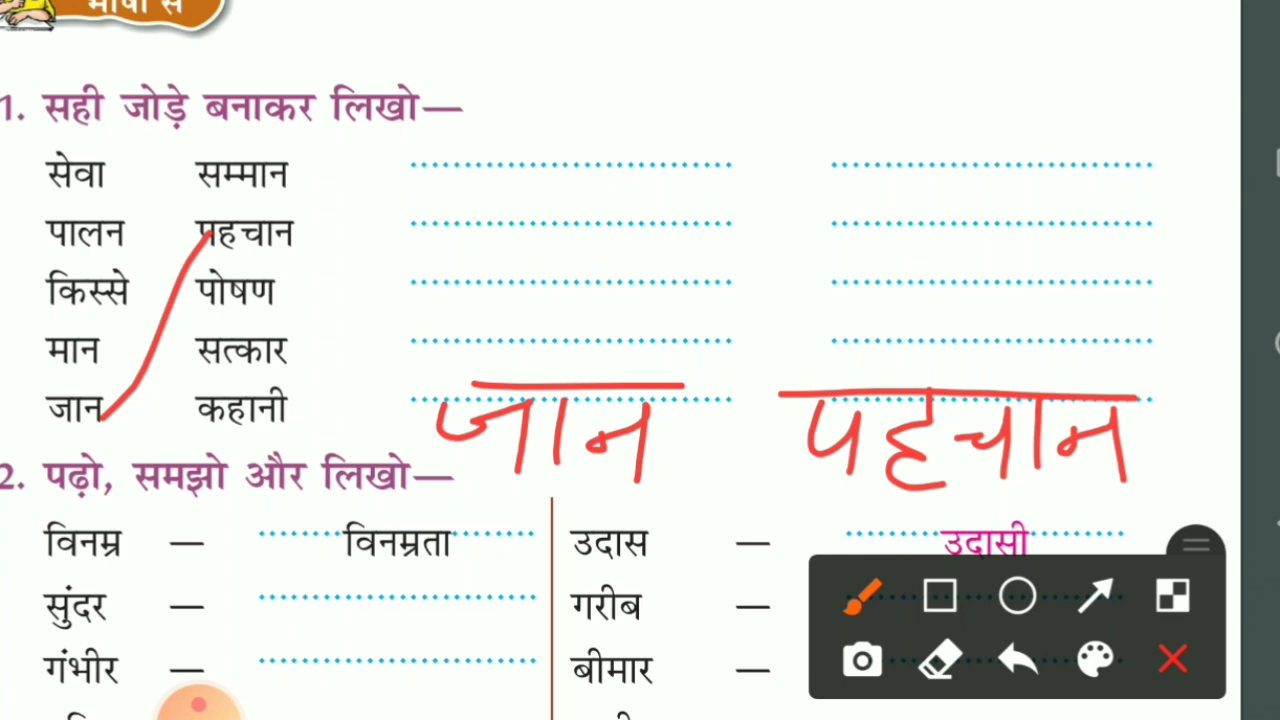 भाषा से
1. सही जोड़े बनाकर लिखो—
सेवा सम्मान
पालन पहचान
किस्से पोषण
मान सत्कार
जान कहानी
जान पहचान
2. पढ़ो, समझो और लिखो—
विनम्र — विनम्रता उदास — उदासी
सुंदर — गरीब —
गंभीर — बीमार —